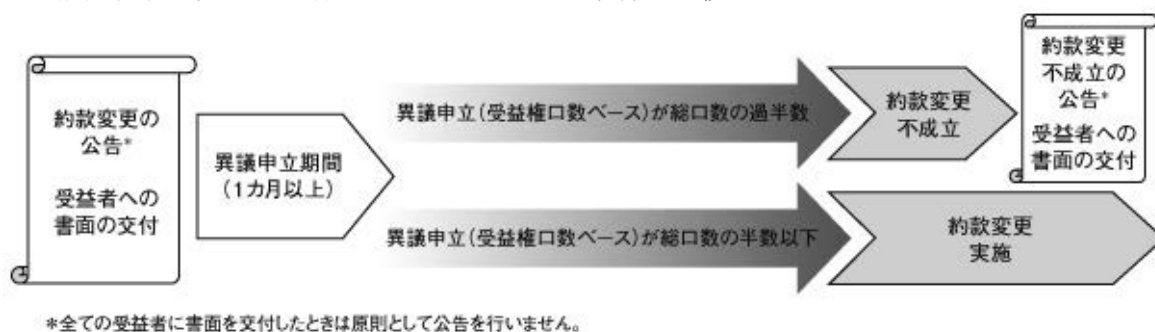 約款変更の
公告*
受益者への
書面の交付
異議申立期間
(1カ月以上)
異議申立(受益権口数ベース)が総口数の過半数
約款変更
不成立
約款変更
不成立の
公告*
受益者への
書面の交付
異議申立(受益権口数ベース)が総口数の半数以下
約款変更
実施
*全ての受益者に書面を交付したときは原則として公告を行いません。